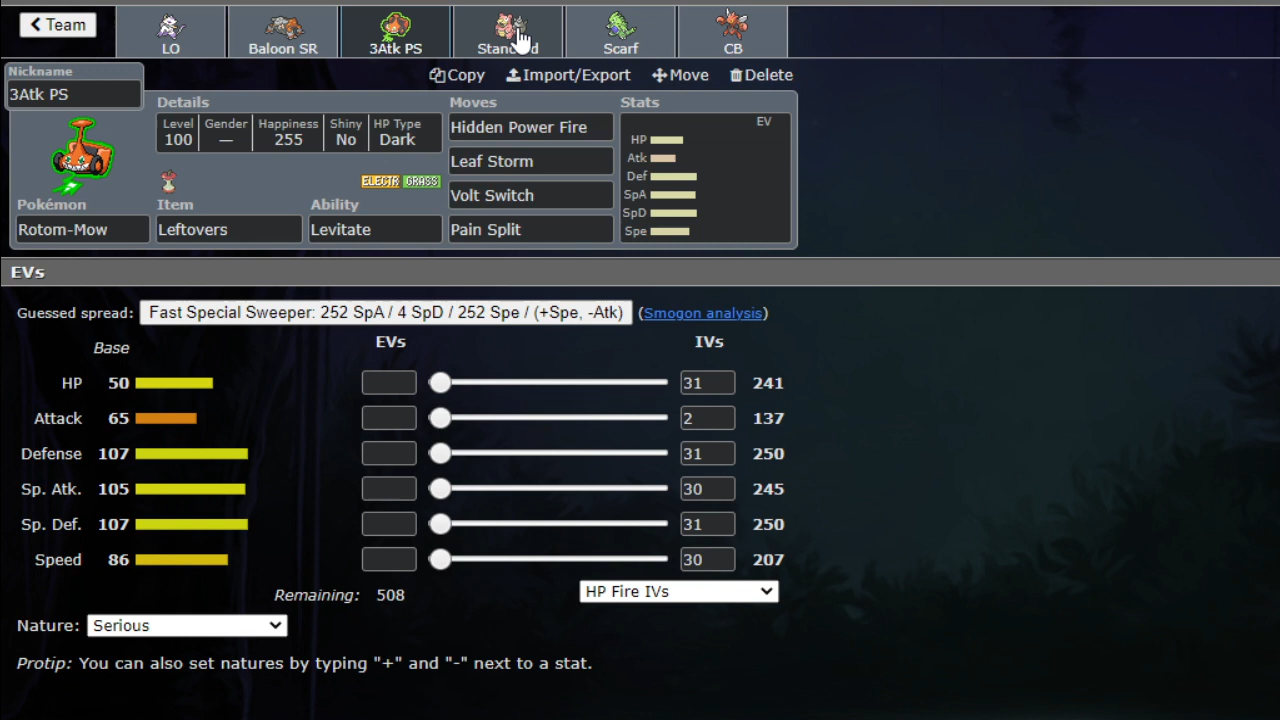 Team
LO
Baloon SR
3Atk PS
Scarf
CB
Nickname
3Atk PS
Copy Import/Export Move Delete
Details
Moves
Stats
Level Gender Happiness Shiny HP Type
100 — 255 No Dark
Hidden Power Fire
Leaf Storm
Volt Switch
Pain Split
EV
HP
Atk
Def
SpA
SpD
Spe
ELECTR GRASS
Pokémon
Item
Ability
Rotom-Mow
Leftovers
Levitate
EVs
Guessed spread: Fast Special Sweeper: 252 SpA / 4 SpD / 252 Spe / (+Spe, -Atk) (Smogon analysis)
Base EVs IVs
HP 50 31 241
Attack 65 2 137
Defense 107 31 250
Sp. Atk. 105 30 245
Sp. Def. 107 31 250
Speed 86 30 207
Remaining: 508
HP Fire IVs
Nature: Serious
Protip: You can also set natures by typing "+" and "-" next to a stat.